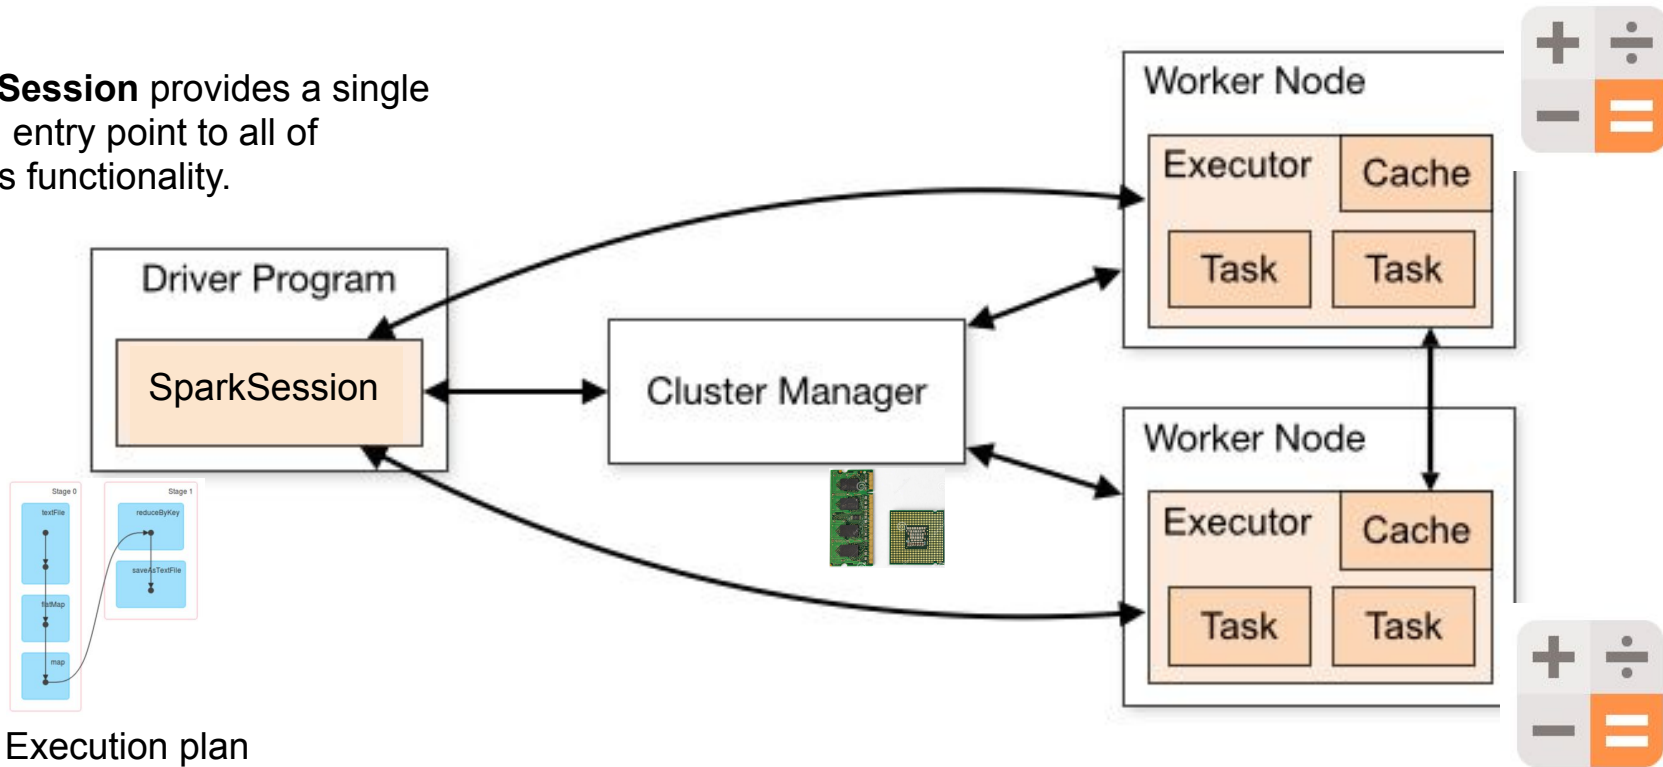 Session provides a single
entry point to all of
s functionality.
Driver Program
SparkSession
Cluster Manager
Worker Node
Executor
Cache
Task
Task
Worker Node
Executor
Cache
Task
Task
Stage 0
textFile
flatMap
map
Stage 1
reduceByKey
saveAsTextFile
Execution plan
+ ÷
− =
+ ÷
− =